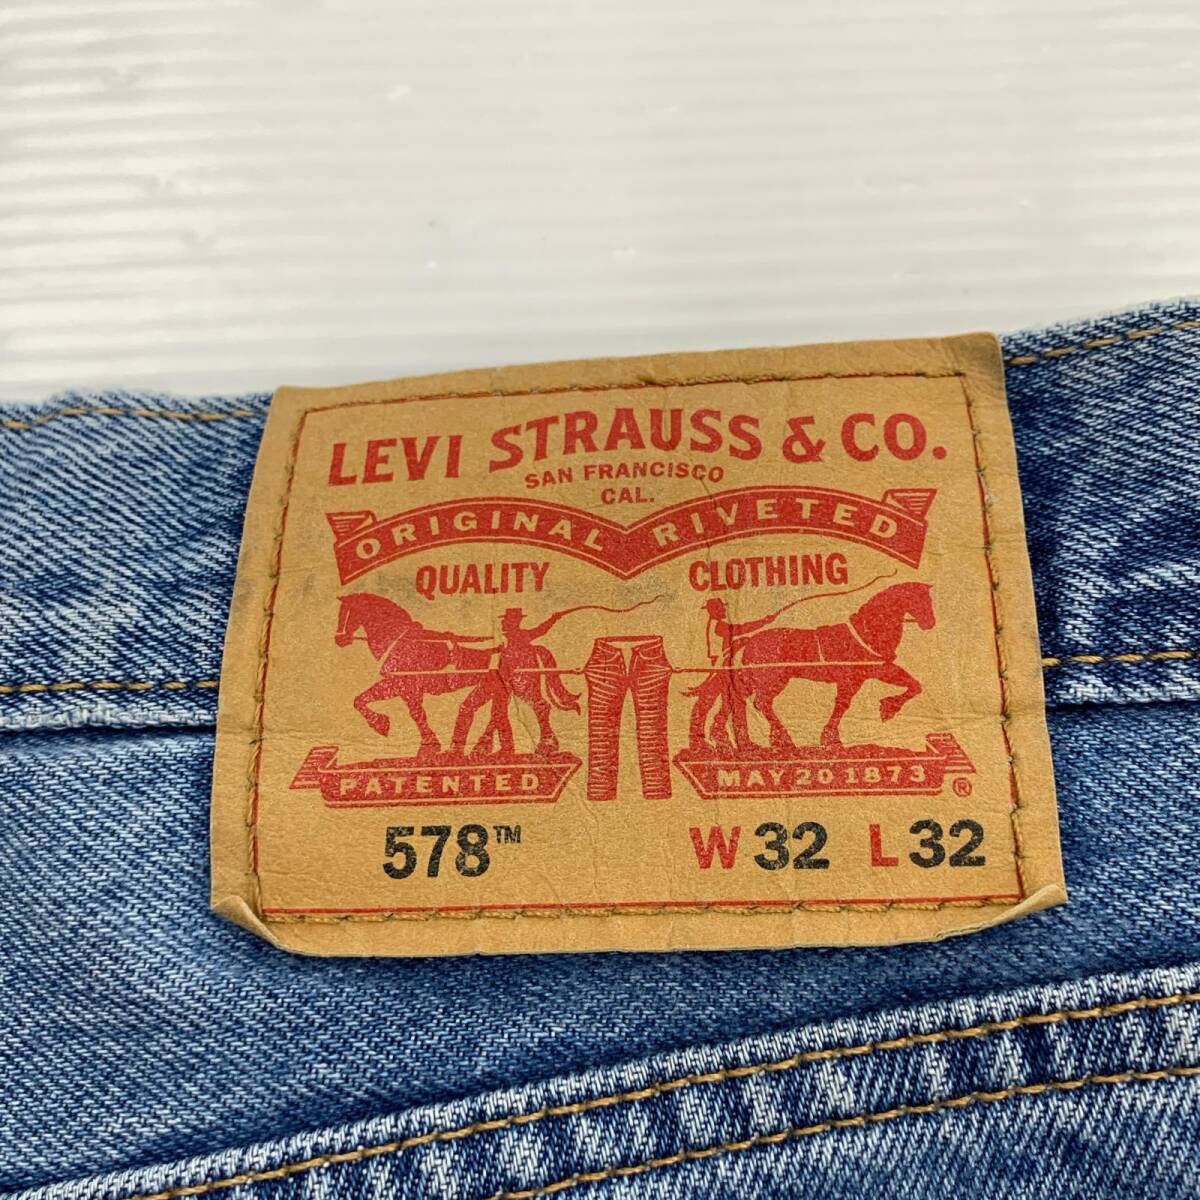 LEVI STRAUSS & CO.
SAN FRANCISCO
CAL.
ORIGINAL RIVETED
QUALITY CLOTHING
PATENTED MAY 20 1873 ®
578™ W 32 L 32